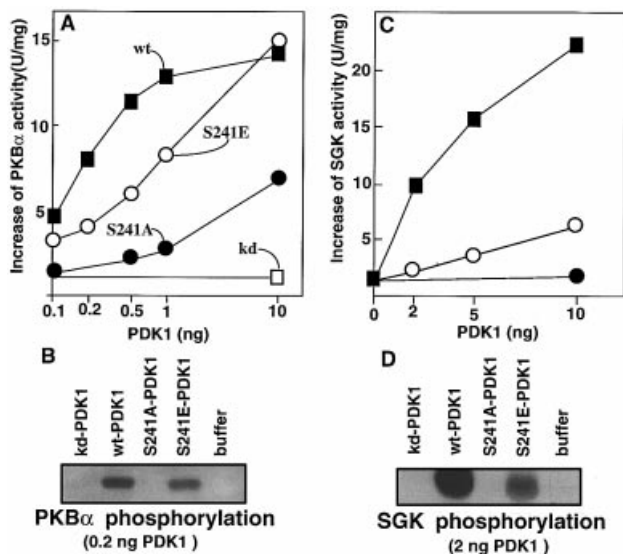 A
Increase of PKBα activity(U/mg)
15
10
5
wt
S241E
S241A
kd
0.1 0.2 0.5 1 10
PDK1 (ng)
C
Increase of SGK activity (U/mg)
20
15
10
5
0 2 5 10
PDK1 (ng)
B
kd-PDK1
wt-PDK1
S241A-PDK1
S241E-PDK1
buffer
PKBα phosphorylation
(0.2 ng PDK1 )
D
kd-PDK1
wt-PDK1
S241A-PDK1
S241E-PDK1
buffer
SGK phosphorylation
(2 ng PDK1 )